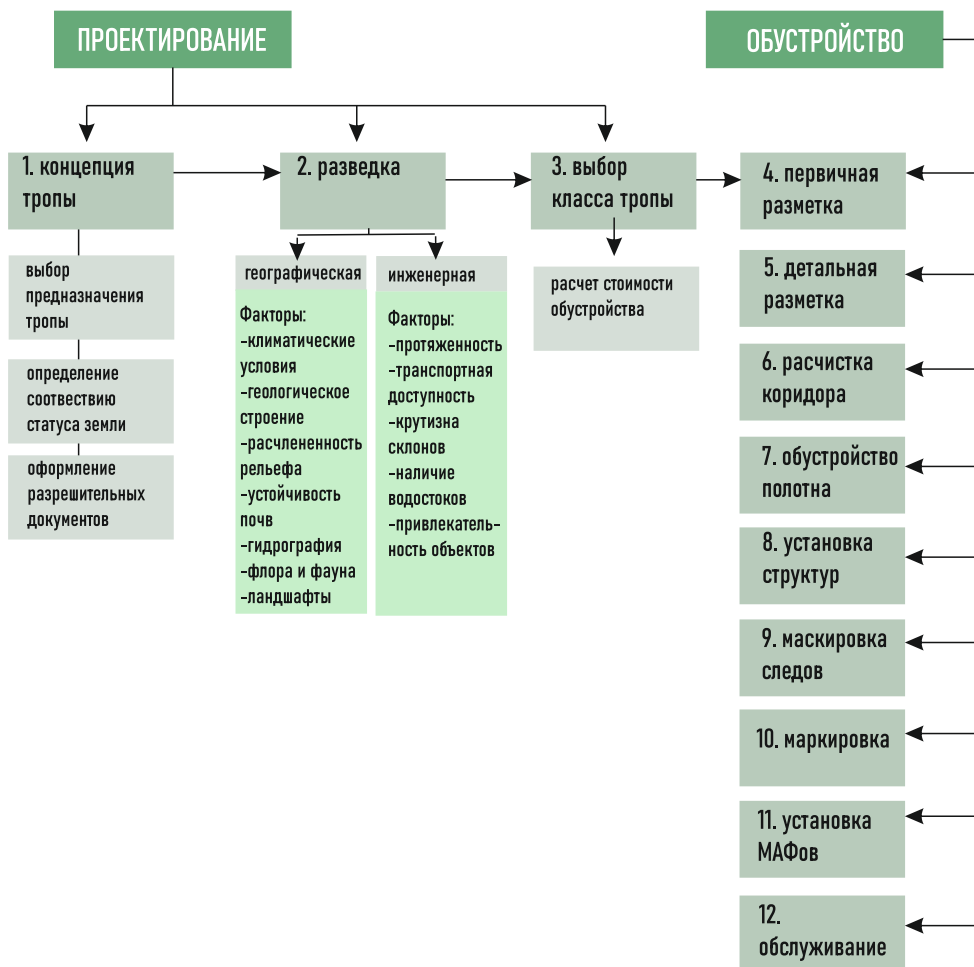 ПРОЕКТИРОВАНИЕ
ОБУСТРОЙСТВО
1. концепция
тропы
2. разведка
3. выбор
класса тропы
4. первичная
разметка
выбор
предназначения
тропы
определение
соотвествию
статуса земли
оформление
разрешительных
документов
географическая
Факторы:
-климатические
условия
-геологическое
строение
-расчлененность
рельефа
-устойчивость
почв
-гидрография
-флора и фауна
-ландшафты
инженерная
Факторы:
-протяженность
-транспортная
доступность
-крутизна
склонов
-наличие
водостоков
-привлекатель-
ность объектов
расчет стоимости
обустройства
5. детальная
разметка
6. расчистка
коридора
7. обустройство
полотна
8. установка
структур
9. маскировка
следов
10. маркировка
11. установка
МАФов
12.
обслуживание